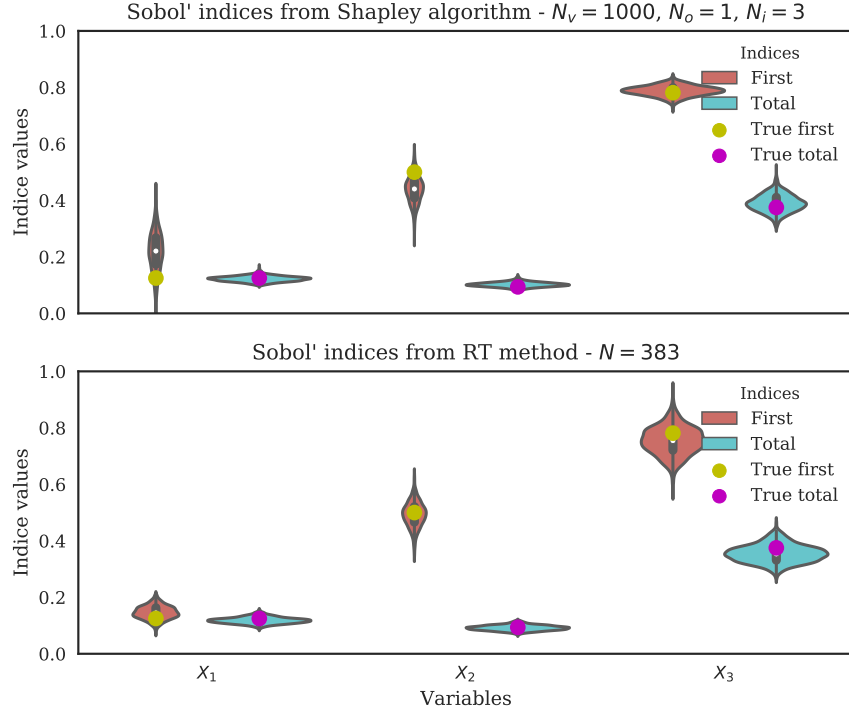 Sobol' indices from Shapley algorithm - $N_v = 1000$, $N_o = 1$, $N_i = 3$
1.0
0.8
0.6
0.4
0.2
0.0
Indice values
Indices
First
Total
True first
True total
Sobol' indices from RT method - $N = 383$
1.0
0.8
0.6
0.4
0.2
0.0
Indice values
Indices
First
Total
True first
True total
$X_1$ $X_2$ $X_3$
Variables